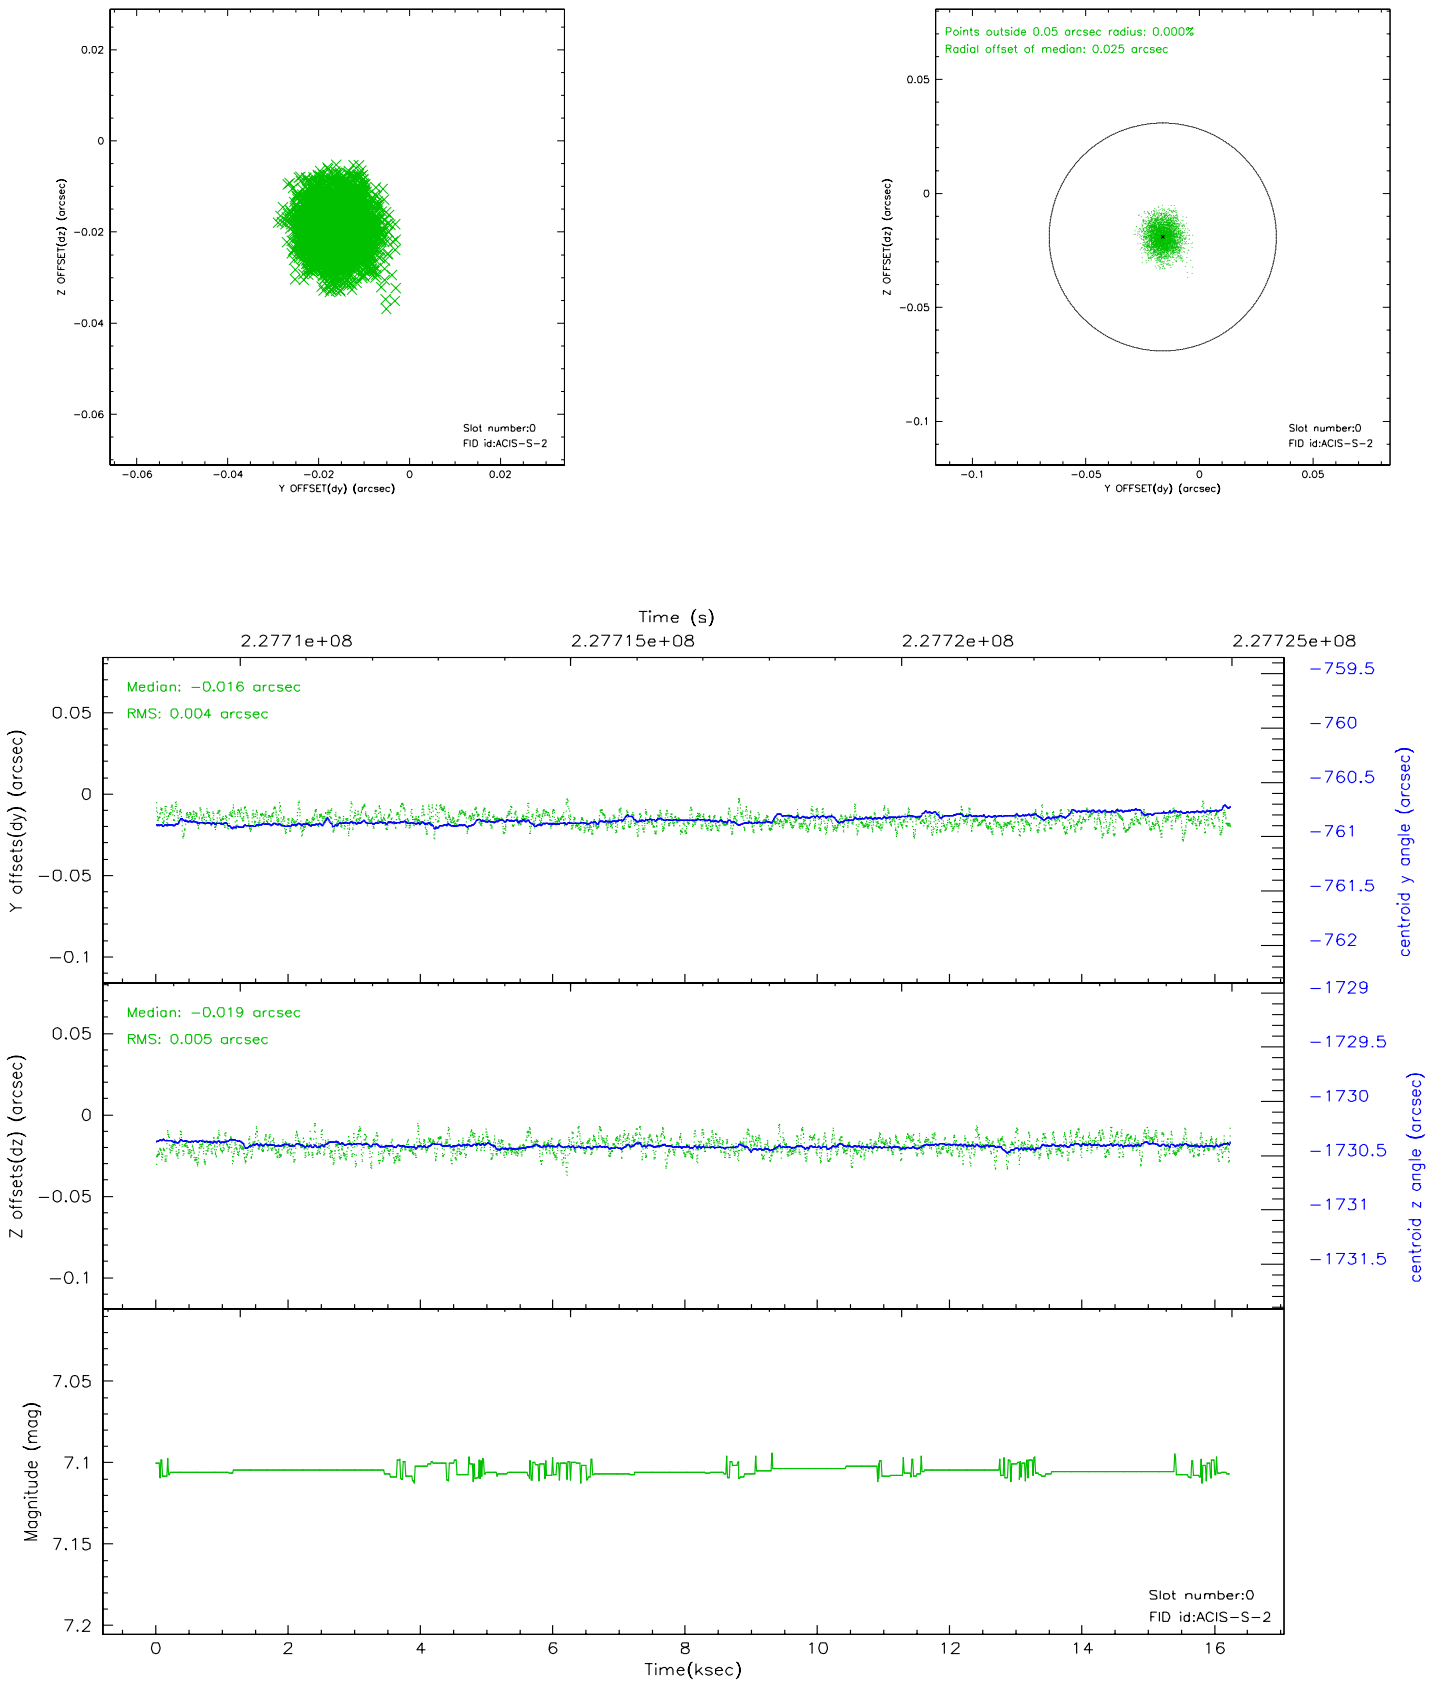 0.02
0
−0.02
−0.04
−0.06
Z OFFSET(dz) (arcsec)
−0.06
−0.04
−0.02
0
0.02
Y OFFSET(dy) (arcsec)
Slot number:0
FID id:ACIS−S−2
Points outside 0.05 arcsec radius: 0.000%
Radial offset of median: 0.025 arcsec
0.05
0
−0.05
−0.1
Z OFFSET(dz) (arcsec)
−0.1
−0.05
0
0.05
Y OFFSET(dy) (arcsec)
Slot number:0
FID id:ACIS−S−2
Time (s)
2.2771e+08
2.27715e+08
2.2772e+08
2.27725e+08
Median: −0.016 arcsec
RMS: 0.004 arcsec
0.05
0
−0.05
−0.1
Y offsets(dy) (arcsec)
−759.5
−760
−760.5
−761
−761.5
−762
centroid y angle (arcsec)
Median: −0.019 arcsec
RMS: 0.005 arcsec
0.05
0
−0.05
−0.1
Z offsets(dz) (arcsec)
−1729
−1729.5
−1730
−1730.5
−1731
−1731.5
centroid z angle (arcsec)
7.05
7.1
7.15
7.2
Magnitude (mag)
Slot number:0
FID id:ACIS−S−2
0
2
4
6
8
10
12
14
16
Time(ksec)